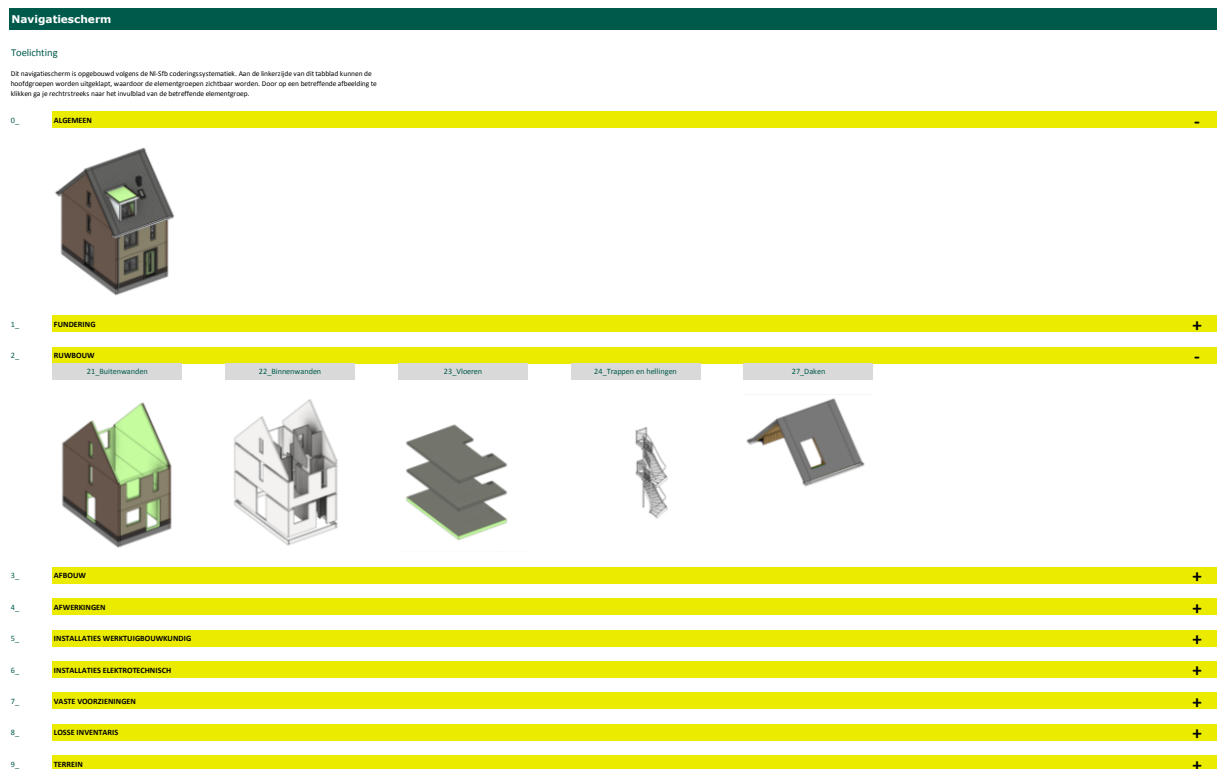 Navigatiescherm
Toelichting
Dit navigatiescherm is opgebouwd volgens de Nl-Sfb coderingssystematiek. Aan de linkerzijde van dit tabblad kunnen de
hoofdgroepen worden uitgeklapt, waardoor de elementgroepen zichtbaar worden. Door op een betreffende afbeelding te
klikken ga je rechtrstreeks naar het invulblad van de betreffende elementgroep.
0_ ALGEMEEN -
1_ FUNDERING +
2_ RUWBOUW -
21_Buitenwanden 22_Binnenwanden 23_Vloeren 24_Trappen en hellingen 27_Daken
3_ AFBOUW +
4_ AFWERKINGEN +
5_ INSTALLATIES WERKTUIGBOUWKUNDIG +
6_ INSTALLATIES ELEKTROTECHNISCH +
7_ VASTE VOORZIENINGEN +
8_ LOSSE INVENTARIS +
9_ TERREIN +